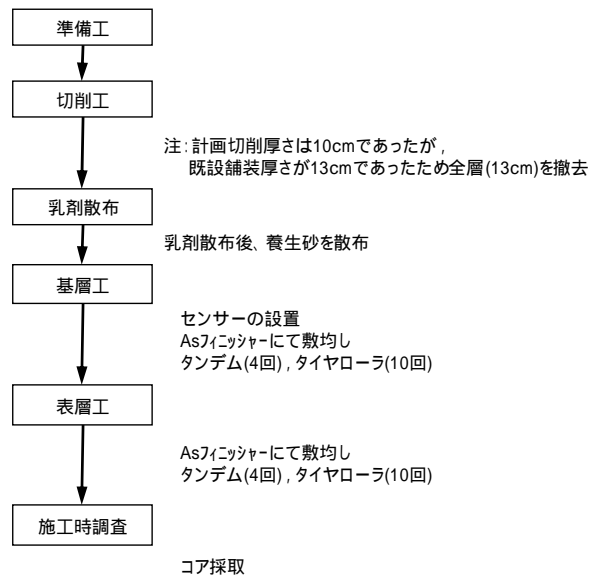 準備工
切削工
注：計画切削厚さは10cmであったが，
既設舗装厚さが13cmであったため全層(13cm)を撤去
乳剤散布
乳剤散布後、養生砂を散布
基層工
センサーの設置
Asﾌｨﾆｯｼｬｰにて敷均し
タンデム(4回)，タイヤローラ(10回)
表層工
Asﾌｨﾆｯｼｬｰにて敷均し
タンデム(4回)，タイヤローラ(10回)
施工時調査
コア採取